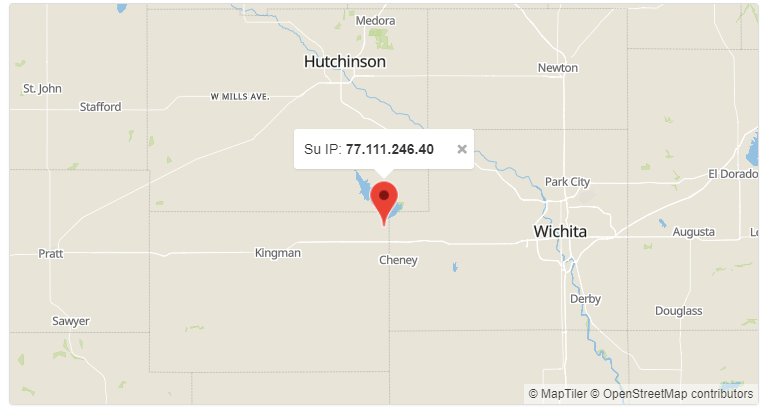 Medora
Hutchinson
Newton
St. John
W MILLS AVE.
Stafford
Su IP: 77.111.246.40 ×
El Dorado
Park City
Wichita
Augusta
Le
Pratt
Kingman
Cheney
Derby
Douglass
Sawyer
© MapTiler © OpenStreetMap contributors